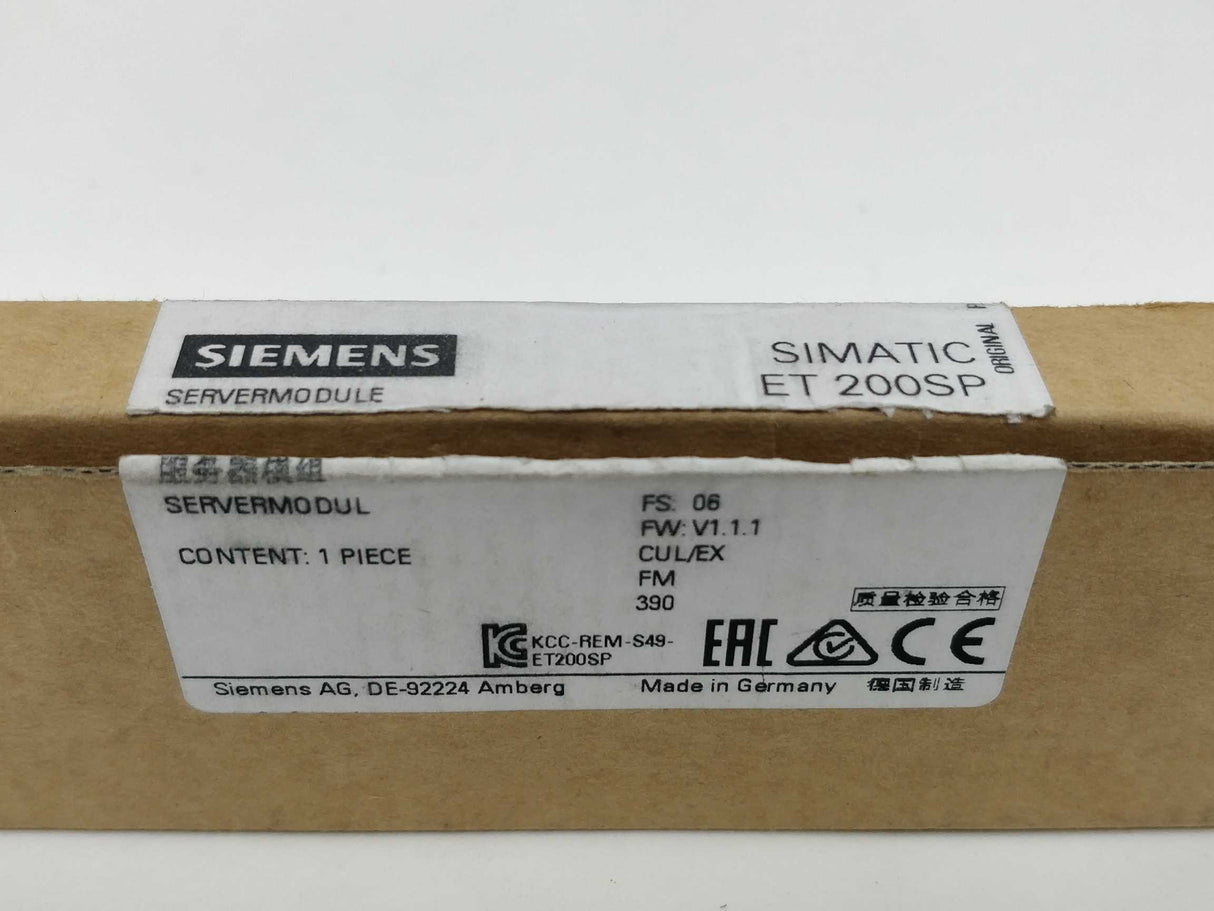 SIEMENS
SERVERMODULE
SIMATIC
ET 200SP
ORIGINAL
服务器模组
SERVERMODUL
CONTENT: 1 PIECE
FS: 06
FW: V1.1.1
CUL/EX
FM
390
质量检验合格
KC KCC-REM-S49-
ET200SP
EAC
CE
Siemens AG, DE-92224 Amberg
Made in Germany 德国制造